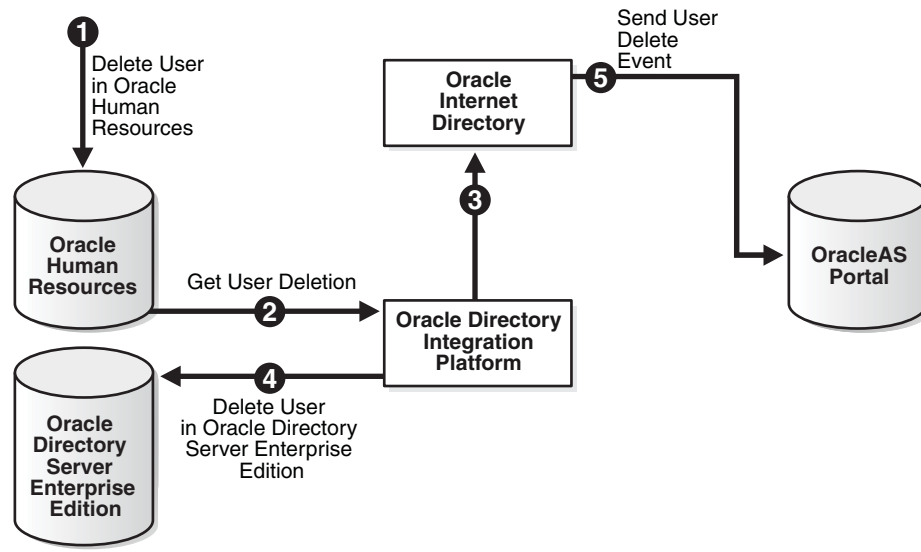 1
Delete User
in Oracle
Human
Resources
Oracle
Human
Resources
Get User Deletion
2
Oracle Directory
Integration
Platform
3
Oracle
Internet
Directory
4
Delete User
in Oracle Directory
Server Enterprise
Edition
Oracle
Directory
Server
Enterprise
Edition
Send User
Delete
Event
5
OracleAS
Portal